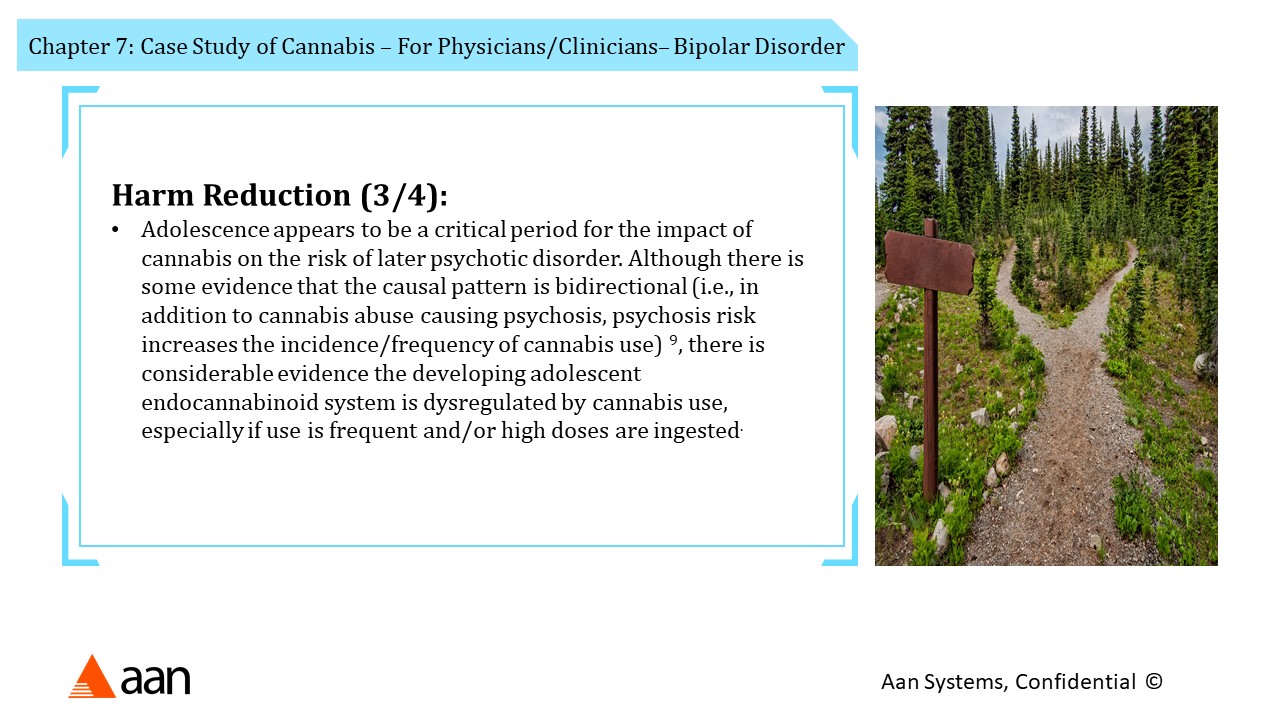 Chapter 7: Case Study of Cannabis – For Physicians/Clinicians– Bipolar Disorder
Harm Reduction (3/4):
• Adolescence appears to be a critical period for the impact of
cannabis on the risk of later psychotic disorder. Although there is
some evidence that the causal pattern is bidirectional (i.e., in
addition to cannabis abuse causing psychosis, psychosis risk
increases the incidence/frequency of cannabis use) ⁹, there is
considerable evidence the developing adolescent
endocannabinoid system is dysregulated by cannabis use,
especially if use is frequent and/or high doses are ingested.
aan
Aan Systems, Confidential ©